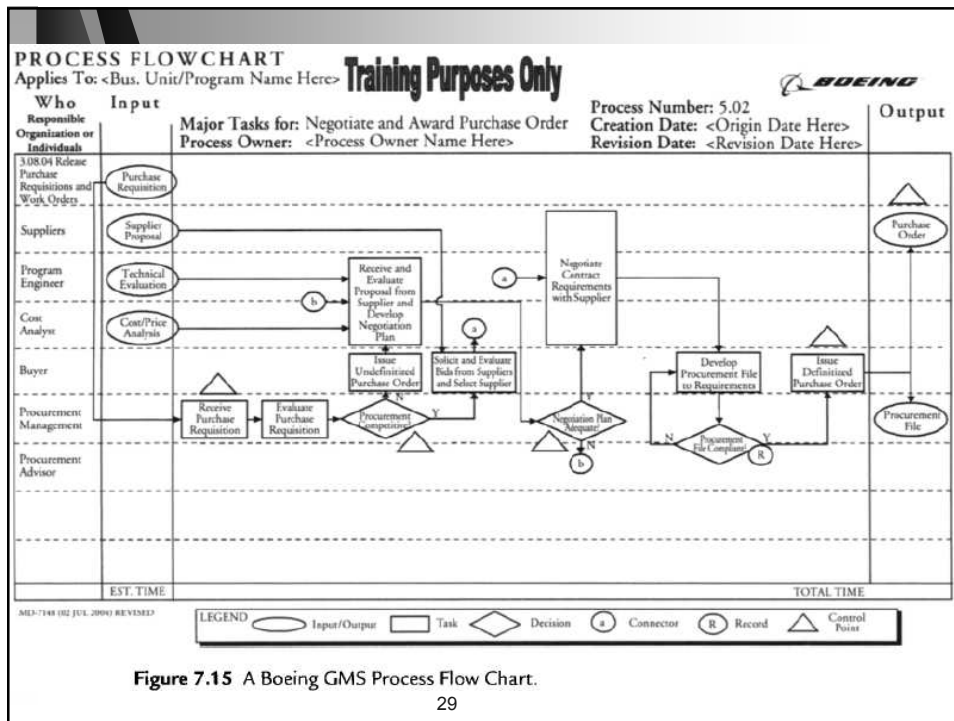 PROCESS FLOWCHART
Applies To: <Bus. Unit/Program Name Here>
Training Purposes Only
BOEING
Who
Responsible
Organization or
Individuals
Input
Major Tasks for: Negotiate and Award Purchase Order
Process Owner: <Process Owner Name Here>
Process Number: 5.02
Creation Date: <Origin Date Here>
Revision Date: <Revision Date Here>
Output
3.08.04 Release
Purchase
Requisitions and
Work Orders
Purchase
Requisition
Suppliers
Supplier
Proposal
Purchase
Order
Program
Engineer
Technical
Evaluation
Receive and
Evaluate
Proposal from
Supplier and
Develop
Negotiation
Plan
a
Negotiate
Contract
Requirements
with Supplier
b
Cost
Analyst
Cost/Price
Analysis
a
Buyer
Issue
Undefinitized
Purchase Order
Solicit and Evaluate
Bids from Suppliers
and Select Supplier
Develop
Procurement File
to Requirements
Issue
Definitized
Purchase Order
Procurement
Management
Receive
Purchase
Requisition
Evaluate
Purchase
Requisition
N
Procurement
Competitive?
Y
Y
Negotiation Plan
Adequate?
N
b
N
Procurement
File Compliant?
Y
R
Procurement
File
Procurement
Advisor
EST. TIME
TOTAL TIME
MD-7148 (02 JUL 2004) REVISED
LEGEND
Input/Output
Task
Decision
a
Connector
R
Record
Control
Point
Figure 7.15 A Boeing GMS Process Flow Chart.
29